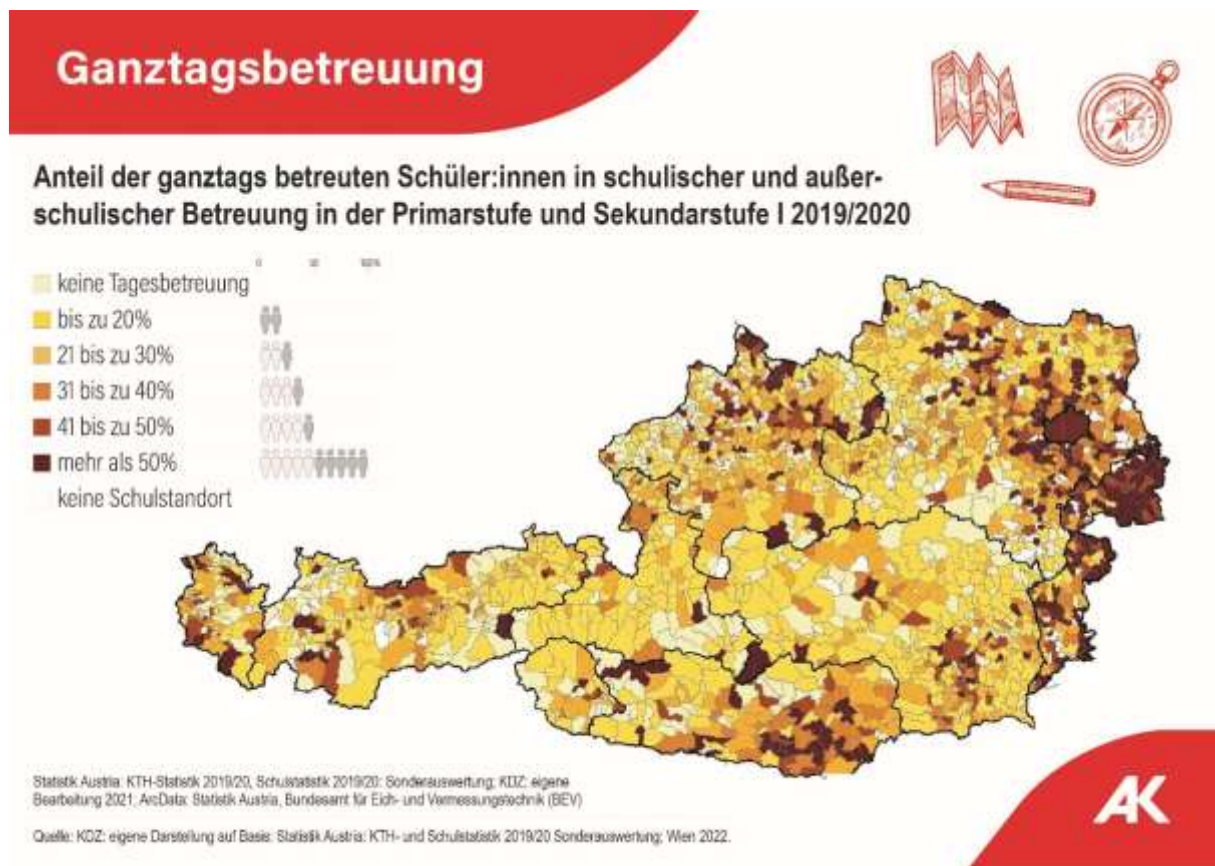 Ganztagsbetreuung
Anteil der ganztags betreuten Schüler:innen in schulischer und außer-
schulischer Betreuung in der Primarstufe und Sekundarstufe I 2019/2020
keine Tagesbetreuung
bis zu 20%
21 bis zu 30%
31 bis zu 40%
41 bis zu 50%
mehr als 50%
keine Schulstandort
Statistik Austria: KTH-Statistik 2019/20, Schulstatistik 2019/20: Sonderauswertung; KDZ: eigene
Bearbeitung 2021; ArcData: Statistik Austria, Bundesamt für Eich- und Vermessungstechnik (BEV)
Quelle: KDZ: eigene Darstellung auf Basis: Statistik Austria: KTH- und Schulstatistik 2019/20 Sonderauswertung; Wien 2022.
AK